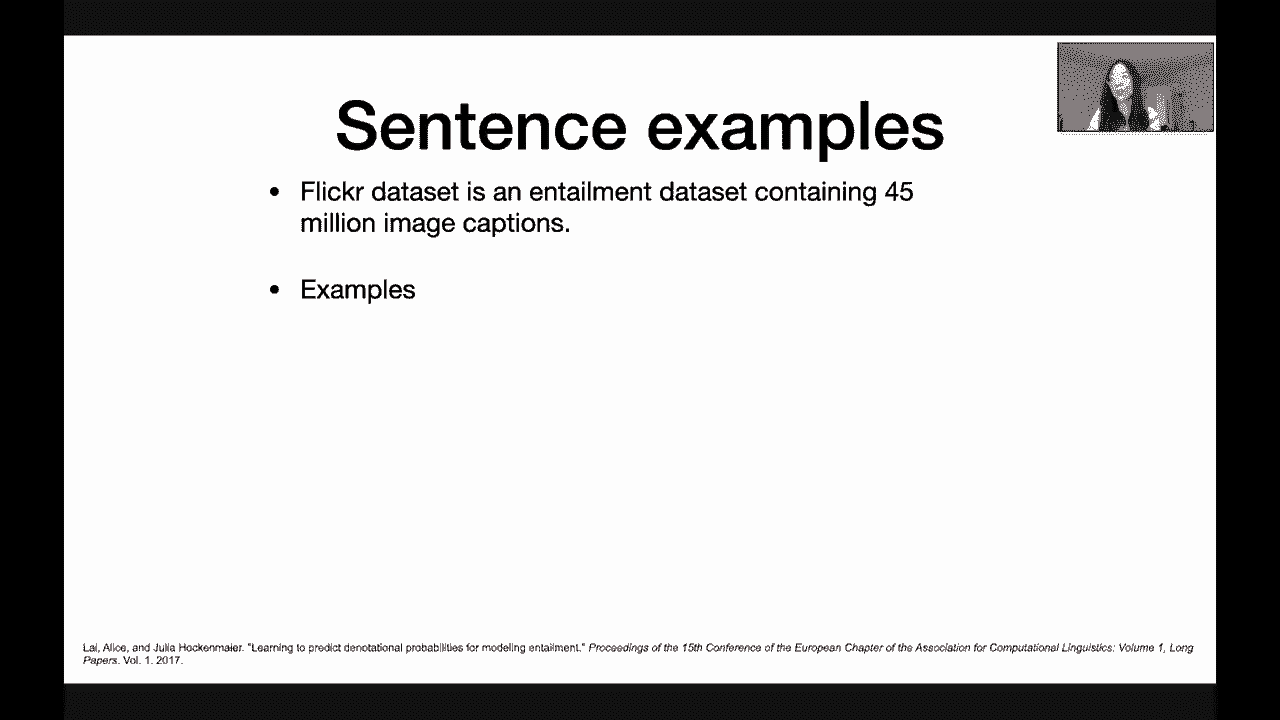 Sentence examples
• Flickr dataset is an entailment dataset containing 45
million image captions.
• Examples
Lai, Alice, and Julia Hockenmaier. "Learning to predict denotational probabilities for modeling entailment." Proceedings of the 15th Conference of the European Chapter of the Association for Computational Linguistics: Volume 1, Long
Papers. Vol. 1. 2017.